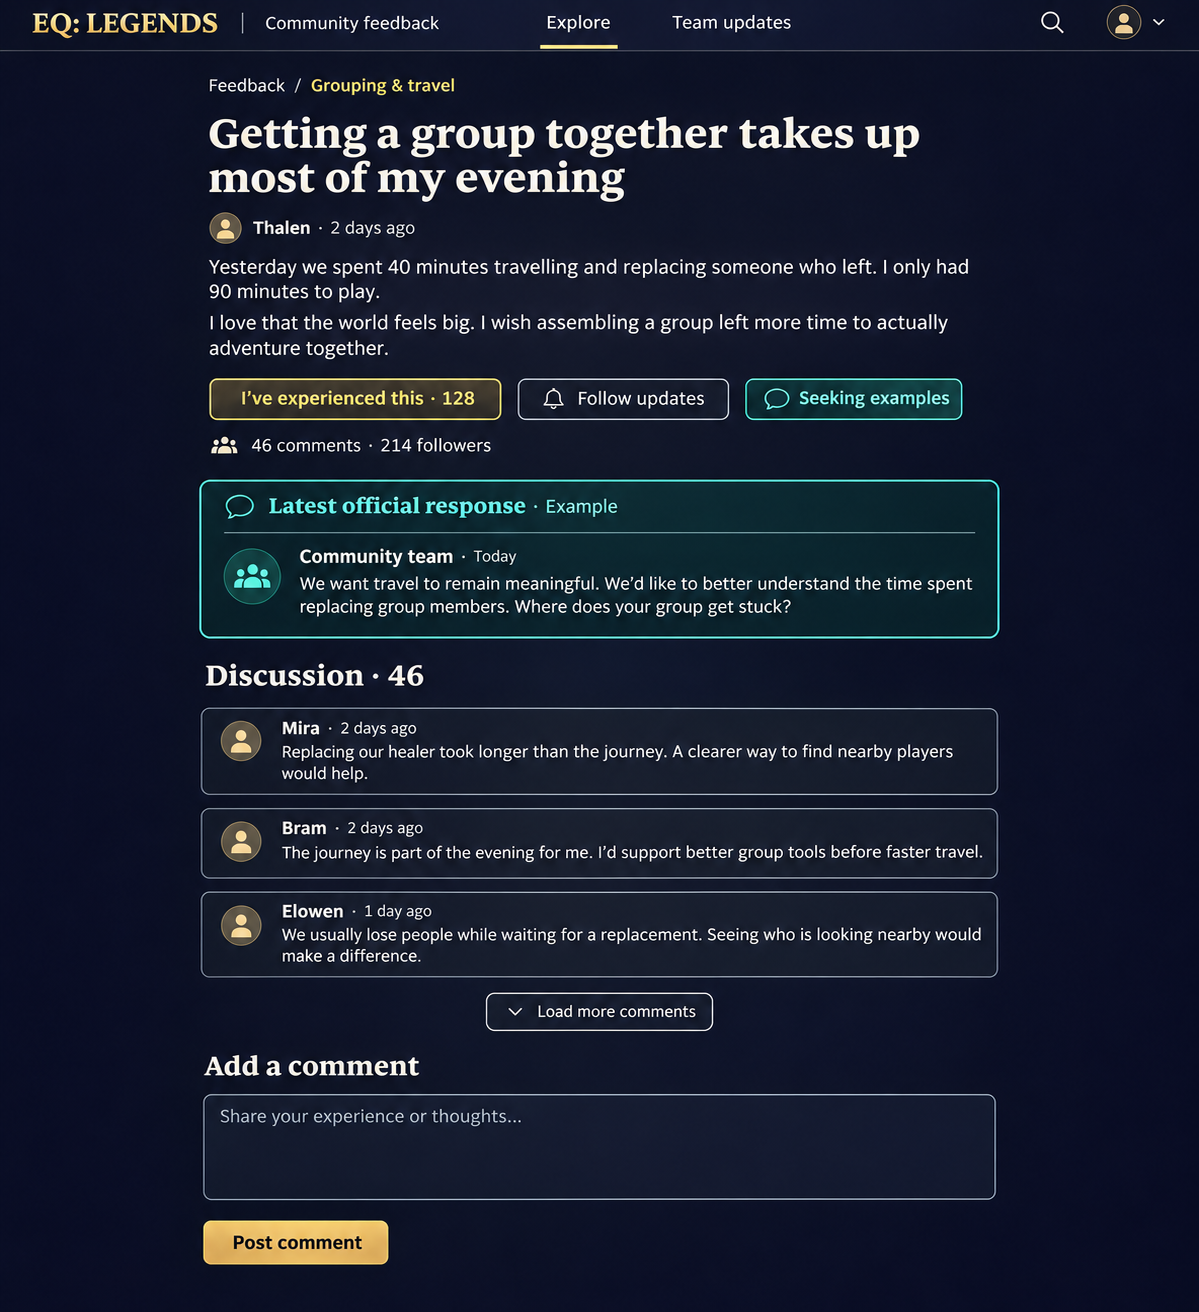 EQ: LEGENDS | Community feedback Explore Team updates
Feedback / Grouping & travel
Getting a group together takes up
most of my evening
Thalen · 2 days ago
Yesterday we spent 40 minutes travelling and replacing someone who left. I only had
90 minutes to play.
I love that the world feels big. I wish assembling a group left more time to actually
adventure together.
I’ve experienced this · 128 Follow updates Seeking examples
46 comments · 214 followers
Latest official response · Example
Community team · Today
We want travel to remain meaningful. We’d like to better understand the time spent
replacing group members. Where does your group get stuck?
Discussion · 46
Mira · 2 days ago
Replacing our healer took longer than the journey. A clearer way to find nearby players
would help.
Bram · 2 days ago
The journey is part of the evening for me. I’d support better group tools before faster travel.
Elowen · 1 day ago
We usually lose people while waiting for a replacement. Seeing who is looking nearby would
make a difference.
Load more comments
Add a comment
Share your experience or thoughts...
Post comment